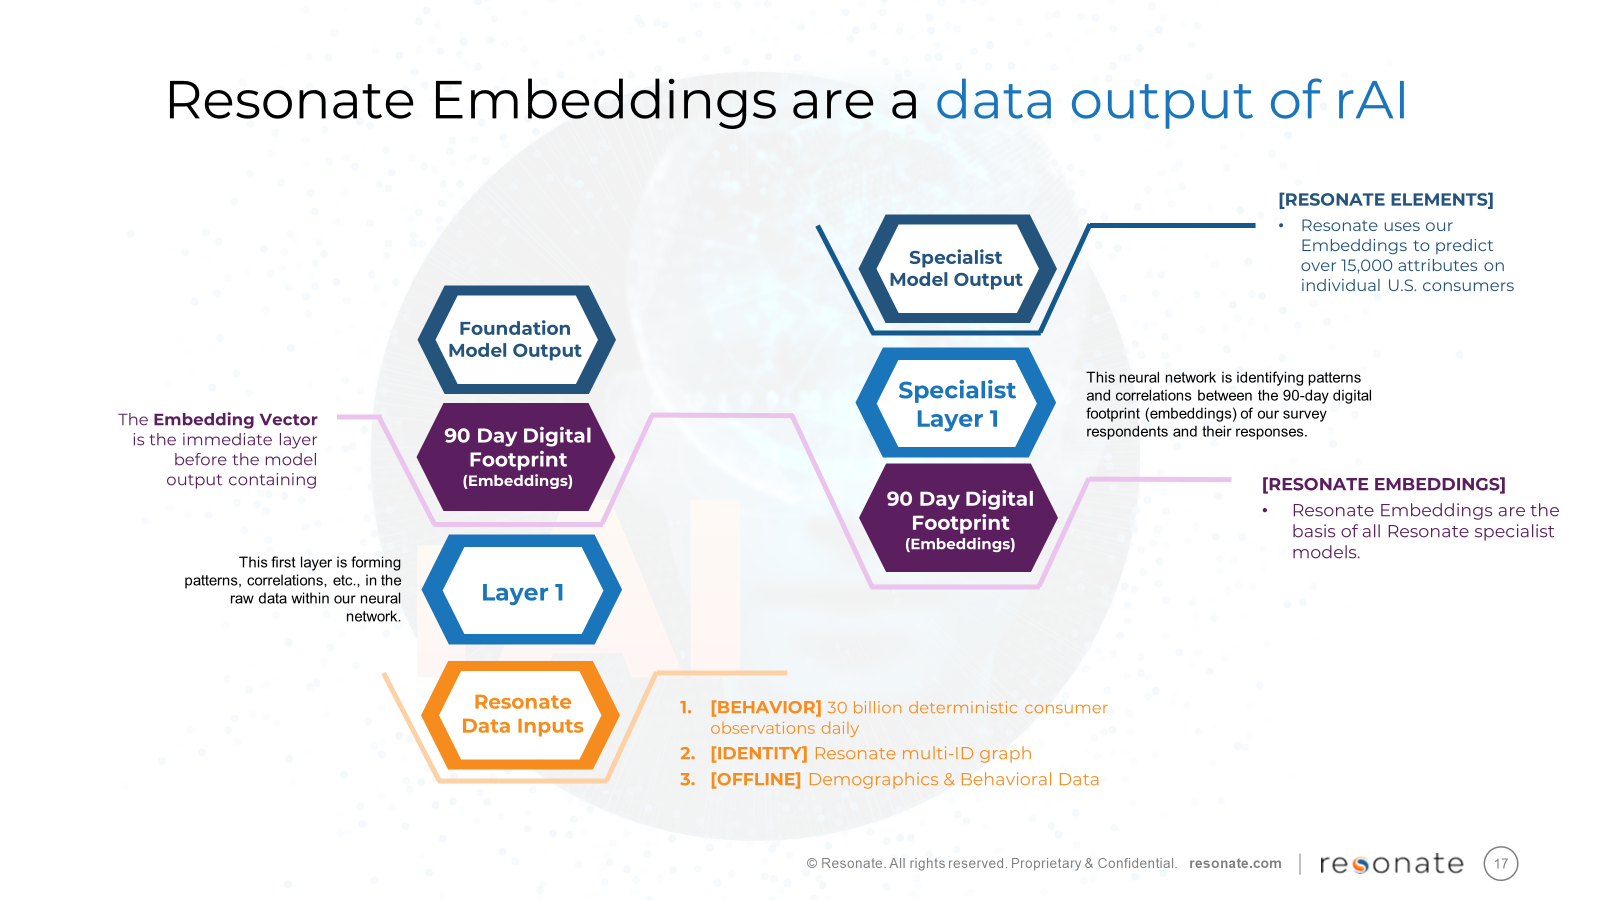 Resonate Embeddings are a data output of rAI
[RESONATE ELEMENTS]
• Resonate uses our
Embeddings to predict
over 15,000 attributes on
individual U.S. consumers
Specialist
Model Output
Foundation
Model Output
Specialist
Layer 1
This neural network is identifying patterns
and correlations between the 90-day digital
footprint (embeddings) of our survey
respondents and their responses.
The Embedding Vector
is the immediate layer
before the model
output containing
90 Day Digital
Footprint
(Embeddings)
90 Day Digital
Footprint
(Embeddings)
[RESONATE EMBEDDINGS]
• Resonate Embeddings are the
basis of all Resonate specialist
models.
This first layer is forming
patterns, correlations, etc., in the
raw data within our neural
network.
Layer 1
Resonate
Data Inputs
1. [BEHAVIOR] 30 billion deterministic consumer
observations daily
2. [IDENTITY] Resonate multi-ID graph
3. [OFFLINE] Demographics & Behavioral Data
© Resonate. All rights reserved. Proprietary & Confidential. resonate.com | resonate 17
rAI